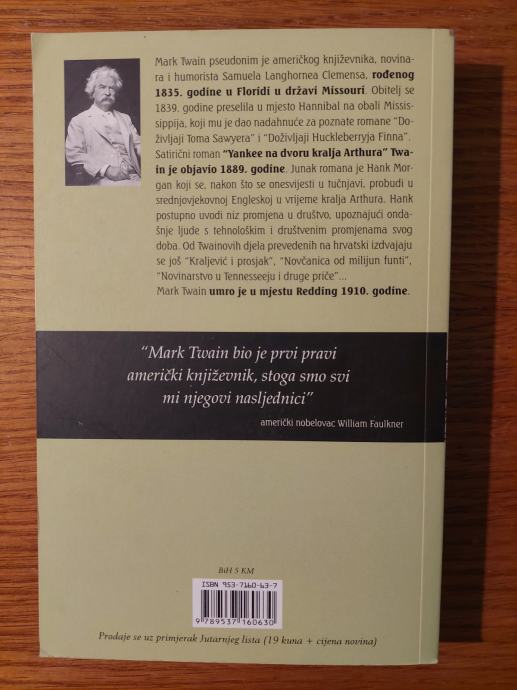 Mark Twain pseudonim je američkog književnika, novina-
ra i humorista Samuela Langhornea Clemensa, rođenog
1835. godine u Floridi u državi Missouri. Obitelj se
1839. godine preselila u mjesto Hannibal na obali Missis-
sippija, koji mu je dao nadahnuće za poznate romane “Do-
življaji Toma Sawyera” i “Doživljaji Huckleberryja Finna”.
Satirični roman “Yankee na dvoru kralja Arthura” Twa-
in je objavio 1889. godine. Junak romana je Hank Mor-
gan koji se, nakon što se onesvijesti u tučnjavi, probudi u
srednjovjekovnoj Engleskoj u vrijeme kralja Arthura. Hank
postupno uvodi niz promjena u društvo, upoznajući onda-
šnje ljude s tehnološkim i društvenim promjenama svog
doba. Od Twainovih djela prevedenih na hrvatski izdvajaju
se još “Kraljević i prosjak”, “Novčanica od milijun funti”,
“Novinarstvo u Tennesseeju i druge priče”...
Mark Twain umro je u mjestu Redding 1910. godine.
“Mark Twain bio je prvi pravi
američki književnik, stoga smo svi
mi njegovi nasljednici”
američki nobelovac William Faulkner
BiH 5 KM
ISBN 953-7160-63-7
9 789537 160630
Prodaje se uz primjerak Jutarnjeg lista (19 kuna + cijena novina)